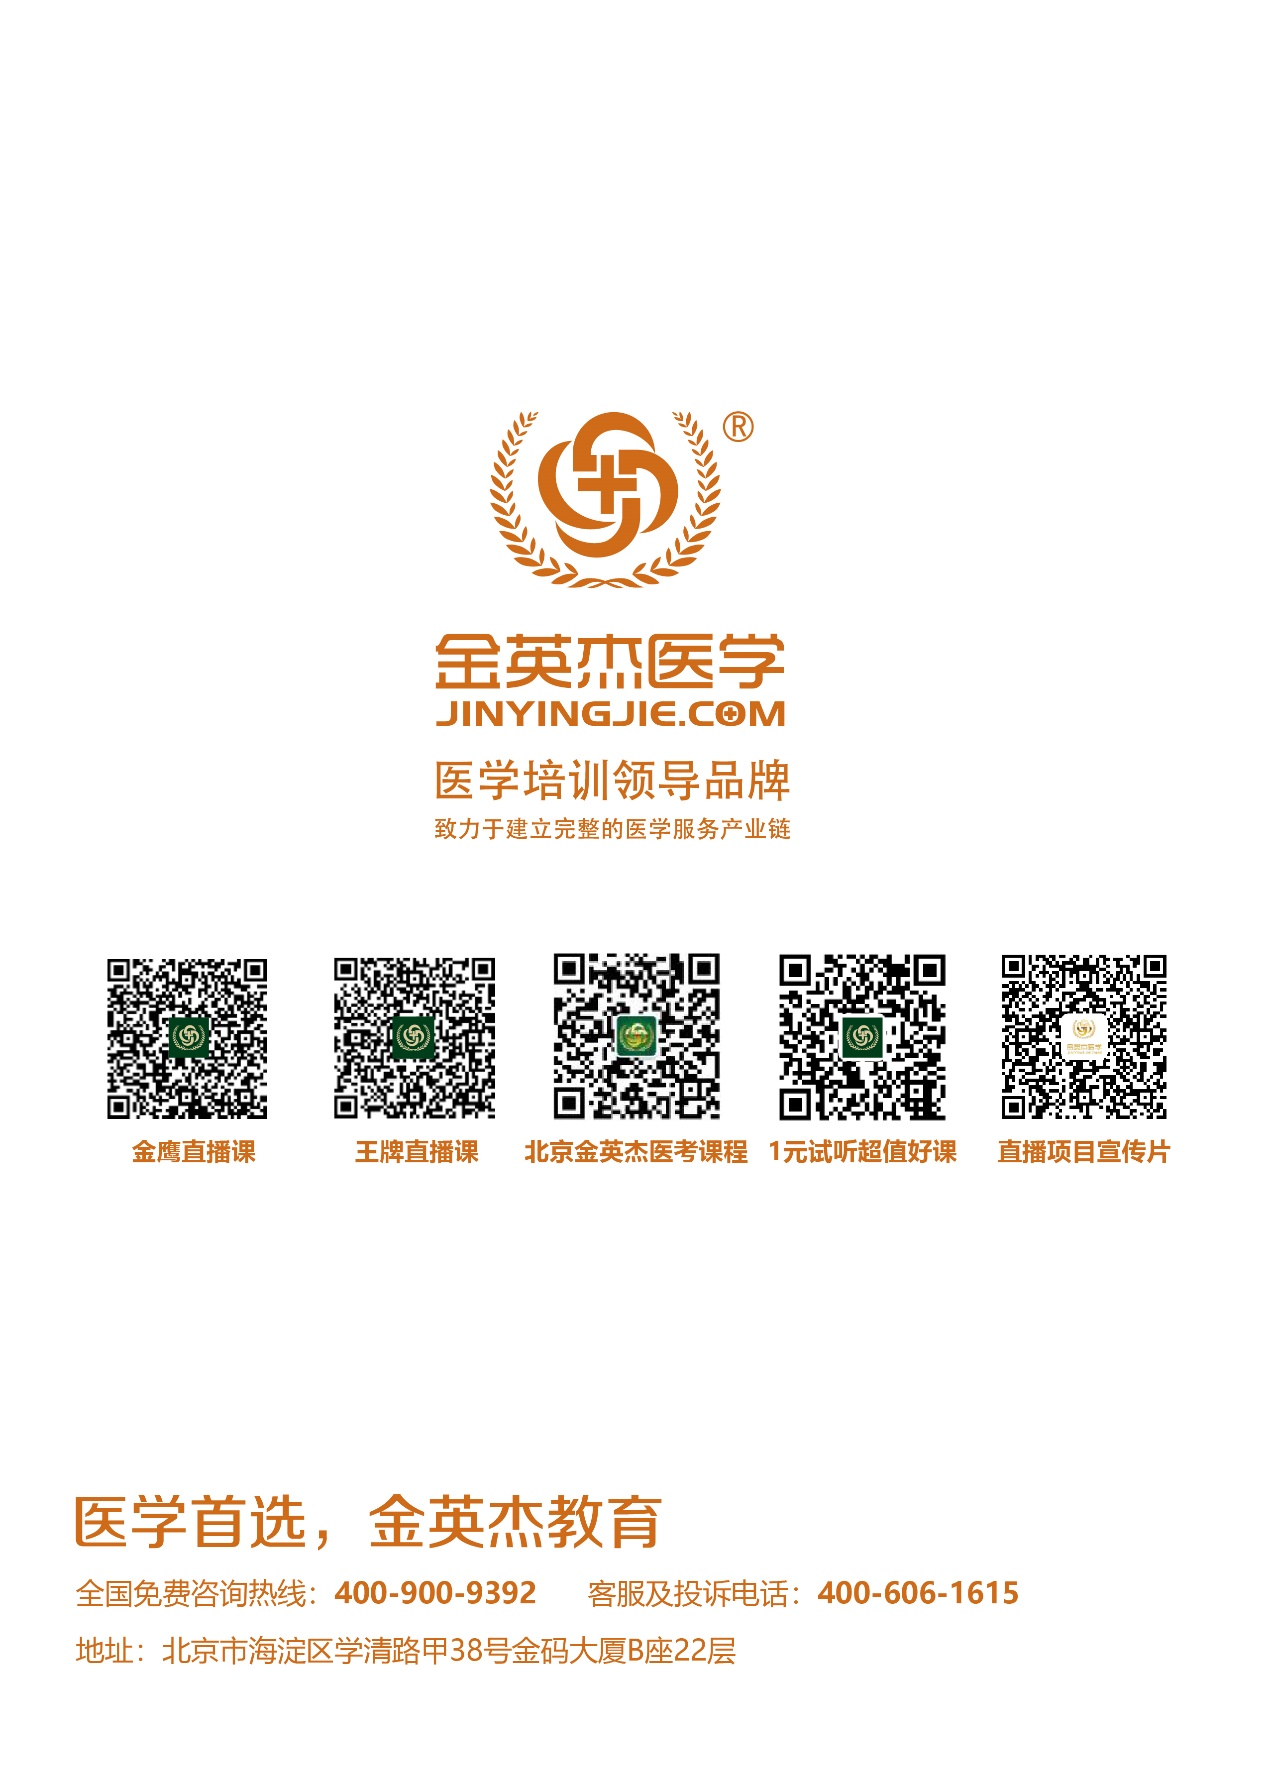 ®
金英杰医学
JINYINGJIE.COM
医学培训领导品牌
致力于建立完整的医学服务产业链
金鹰直播课
王牌直播课
北京金英杰医考课程
1元试听超值好课
直播项目宣传片
医学首选，金英杰教育
全国免费咨询热线：400-900-9392 客服及投诉电话：400-606-1615
地址：北京市海淀区学清路甲38号金码大厦B座22层